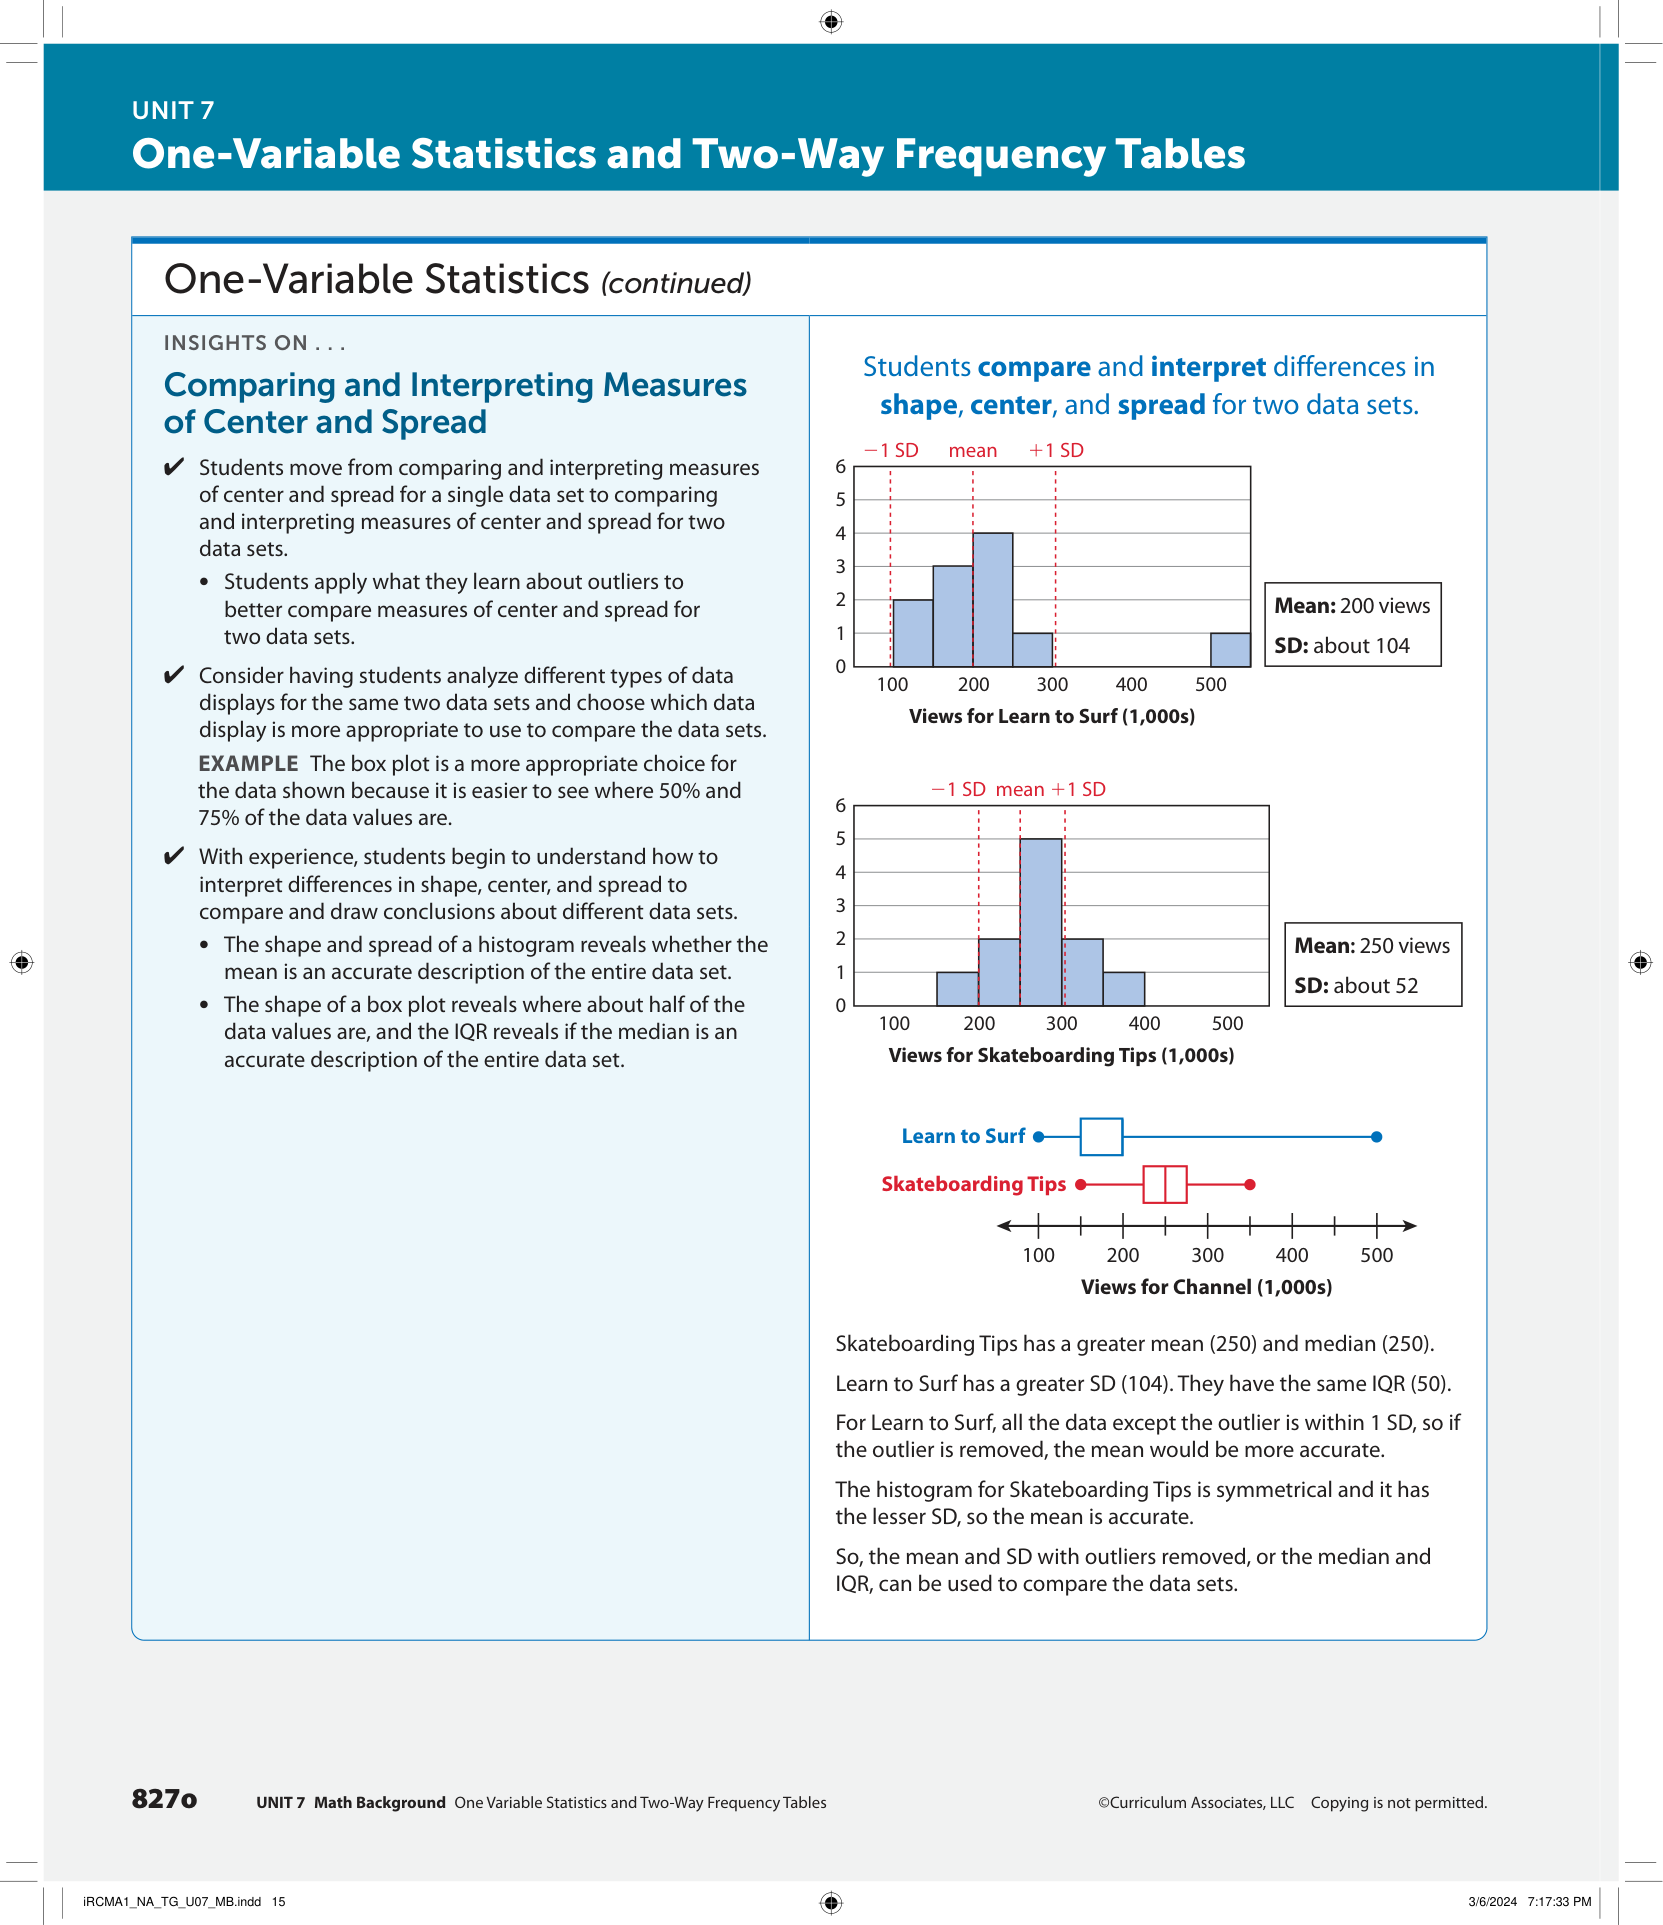 UNIT 7
One-Variable Statistics and Two-Way Frequency Tables
One-Variable Statistics (continued)
INSIGHTS ON . . .
Comparing and Interpreting Measures
of Center and Spread
✔ Students move from comparing and interpreting measures
of center and spread for a single data set to comparing
and interpreting measures of center and spread for two
data sets.
• Students apply what they learn about outliers to
better compare measures of center and spread for
two data sets.
✔ Consider having students analyze different types of data
displays for the same two data sets and choose which data
display is more appropriate to use to compare the data sets.
EXAMPLE The box plot is a more appropriate choice for
the data shown because it is easier to see where 50% and
75% of the data values are.
✔ With experience, students begin to understand how to
interpret differences in shape, center, and spread to
compare and draw conclusions about different data sets.
• The shape and spread of a histogram reveals whether the
mean is an accurate description of the entire data set.
• The shape of a box plot reveals where about half of the
data values are, and the IQR reveals if the median is an
accurate description of the entire data set.
Students compare and interpret differences in
shape, center, and spread for two data sets.
−1 SD mean +1 SD
6
5
4
3
2
1
0
100 200 300 400 500
Views for Learn to Surf (1,000s)
Mean: 200 views
SD: about 104
−1 SD mean +1 SD
6
5
4
3
2
1
0
100 200 300 400 500
Views for Skateboarding Tips (1,000s)
Mean: 250 views
SD: about 52
Learn to Surf
Skateboarding Tips
100 200 300 400 500
Views for Channel (1,000s)
Skateboarding Tips has a greater mean (250) and median (250).
Learn to Surf has a greater SD (104). They have the same IQR (50).
For Learn to Surf, all the data except the outlier is within 1 SD, so if
the outlier is removed, the mean would be more accurate.
The histogram for Skateboarding Tips is symmetrical and it has
the lesser SD, so the mean is accurate.
So, the mean and SD with outliers removed, or the median and
IQR, can be used to compare the data sets.
827o UNIT 7 Math Background One Variable Statistics and Two-Way Frequency Tables
©Curriculum Associates, LLC Copying is not permitted.
iRCMA1_NA_TG_U07_MB.indd 15
3/6/2024 7:17:33 PM